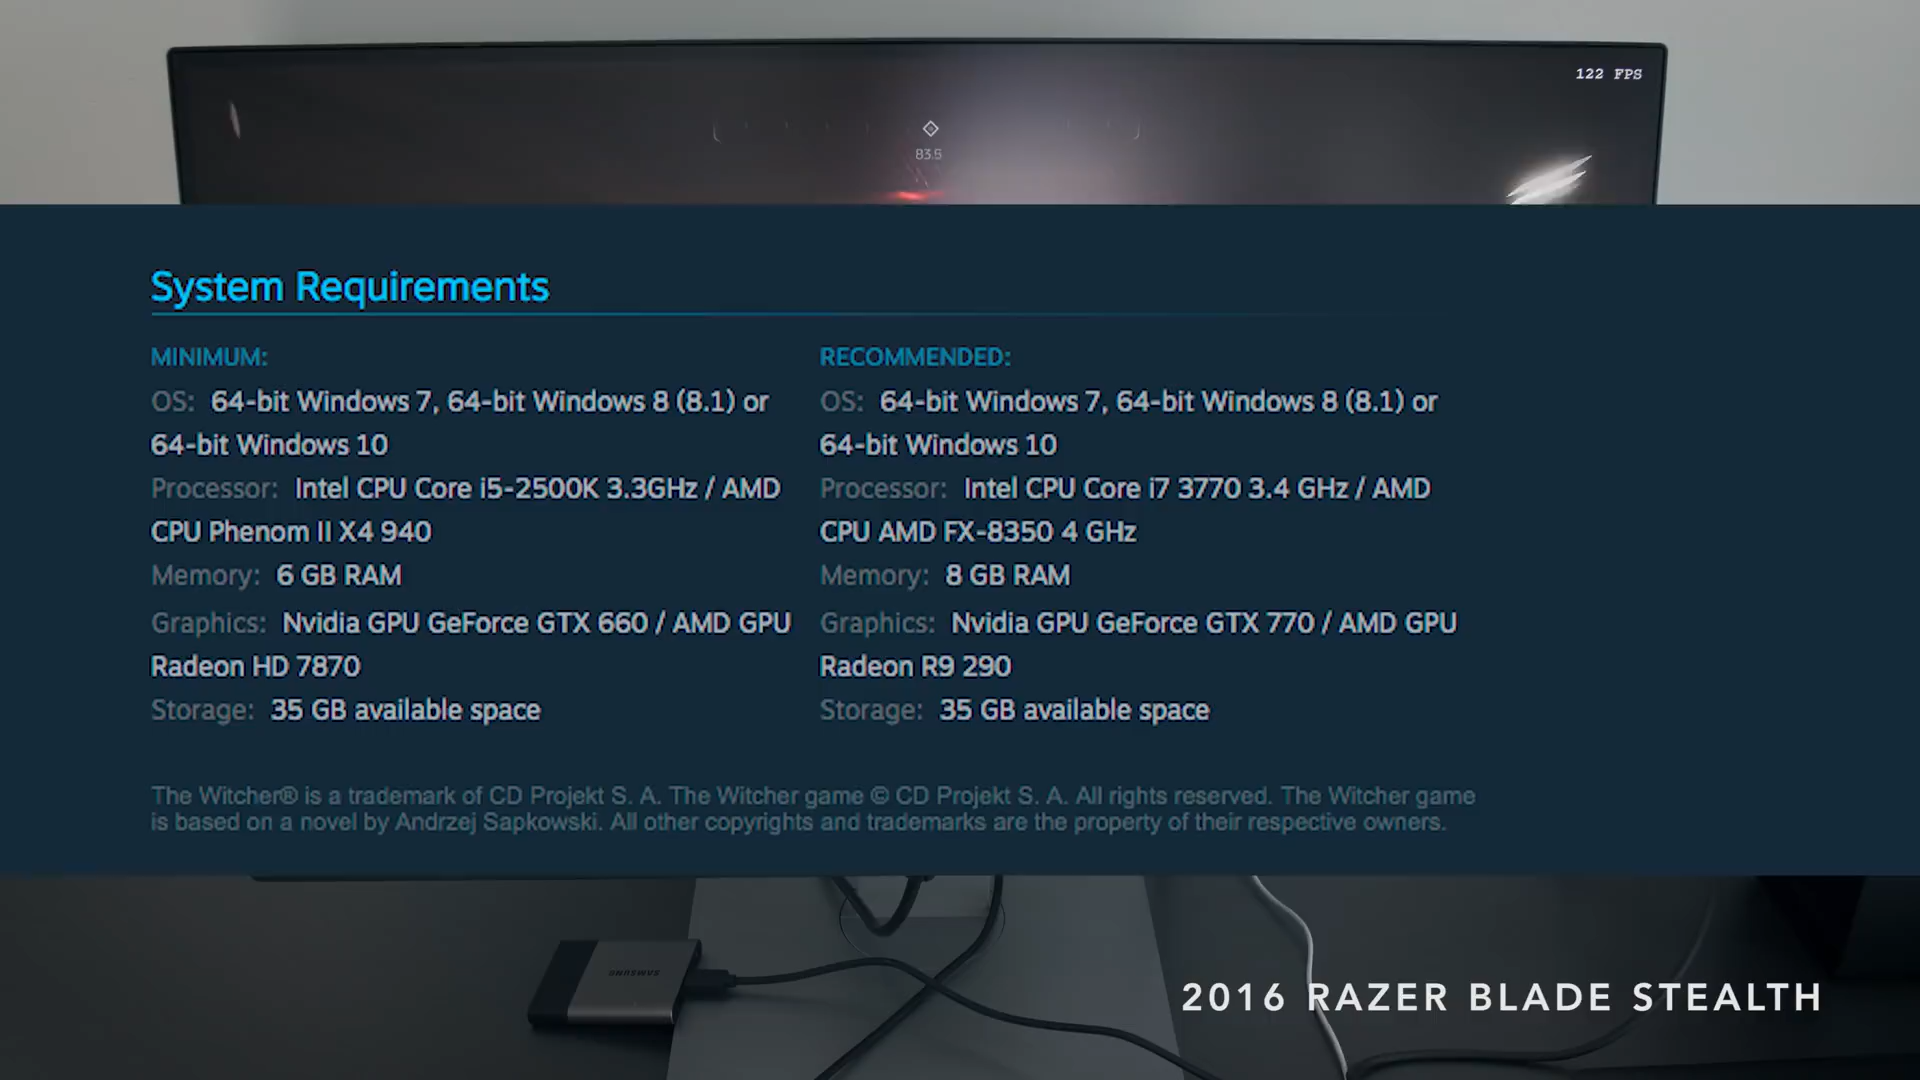 122 FPS
83.5
System Requirements
MINIMUM:
OS: 64-bit Windows 7, 64-bit Windows 8 (8.1) or
64-bit Windows 10
Processor: Intel CPU Core i5-2500K 3.3GHz / AMD
CPU Phenom II X4 940
Memory: 6 GB RAM
Graphics: Nvidia GPU GeForce GTX 660 / AMD GPU
Radeon HD 7870
Storage: 35 GB available space
RECOMMENDED:
OS: 64-bit Windows 7, 64-bit Windows 8 (8.1) or
64-bit Windows 10
Processor: Intel CPU Core i7 3770 3.4 GHz / AMD
CPU AMD FX-8350 4 GHz
Memory: 8 GB RAM
Graphics: Nvidia GPU GeForce GTX 770 / AMD GPU
Radeon R9 290
Storage: 35 GB available space
The Witcher® is a trademark of CD Projekt S. A. The Witcher game © CD Projekt S. A. All rights reserved. The Witcher game
is based on a novel by Andrzej Sapkowski. All other copyrights and trademarks are the property of their respective owners.
SAMSUNG
2016 RAZER BLADE STEALTH